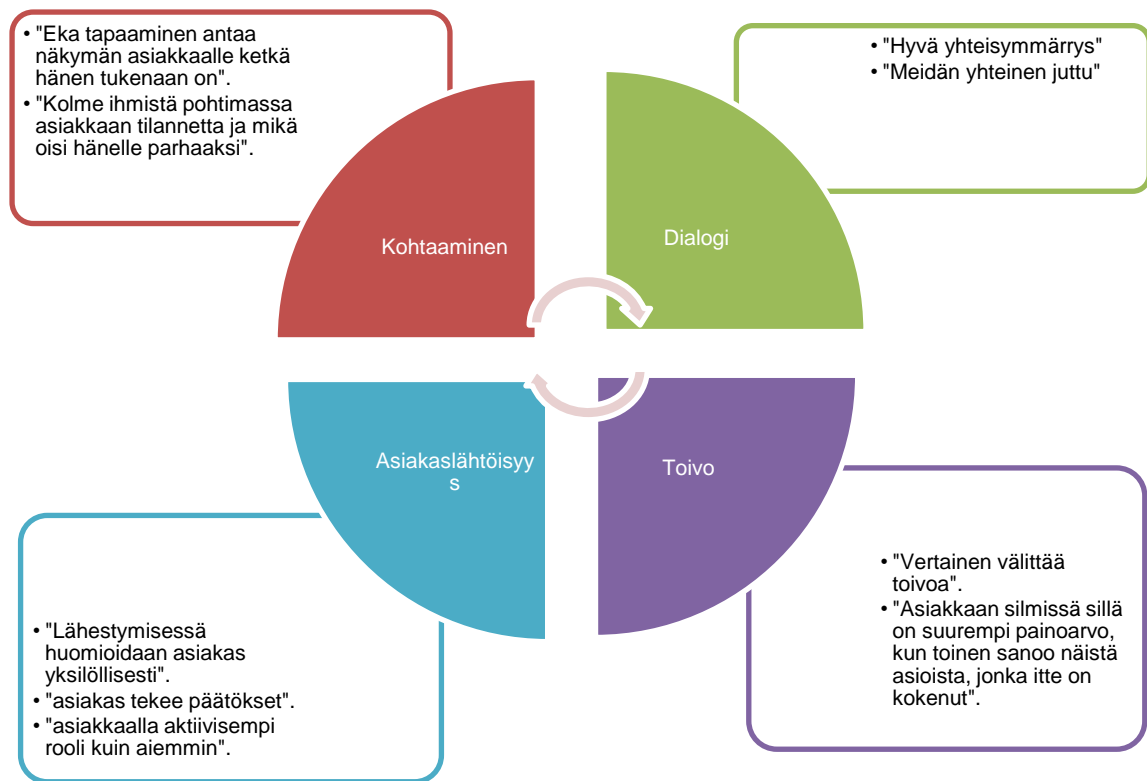 • "Eka tapaaminen antaa
näkymän asiakkaalle ketkä
hänen tukenaan on".
• "Kolme ihmistä pohtimassa
asiakkaan tilannetta ja mikä
oisi hänelle parhaaksi".
• "Hyvä yhteisymmärrys"
• "Meidän yhteinen juttu"
Kohtaaminen
Dialogi
Asiakaslähtöisyy
s
Toivo
• "Lähestymisessä
huomioidaan asiakas
yksilöllisesti".
• "asiakas tekee päätökset".
• "asiakkaalla aktiivisempi
rooli kuin aiemmin".
• "Vertainen välittää
toivoa".
• "Asiakkaan silmissä sillä
on suurempi painoarvo,
kun toinen sanoo näistä
asioista, jonka itte on
kokenut".